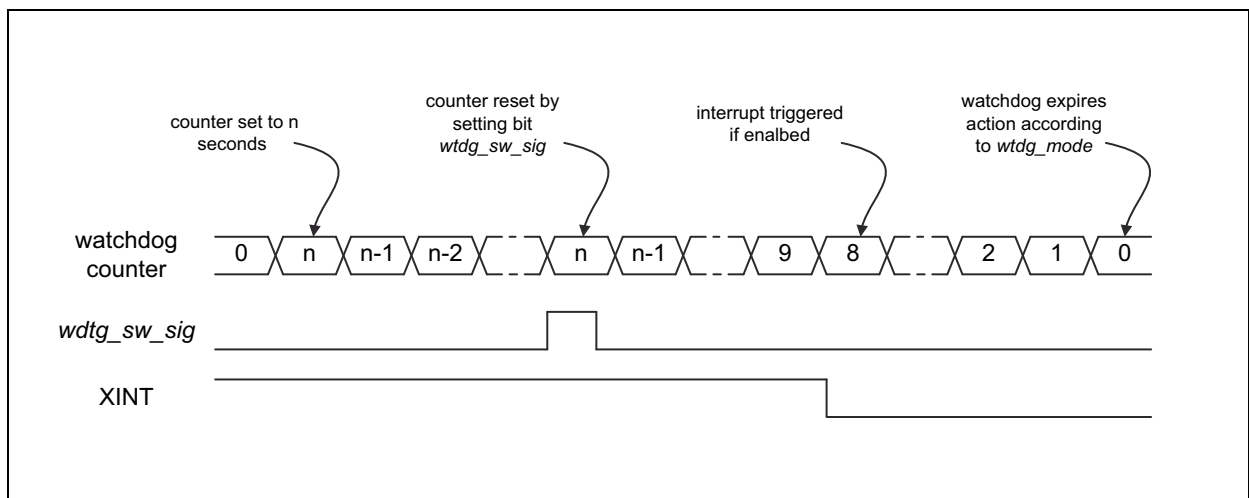 counter set to n
seconds
counter reset by
setting bit
wtdg_sw_sig
interrupt triggered
if enalbed
watchdog expires
action according
to wtdg_mode
watchdog
counter
0 n n-1 n-2 n n-1 9 8 2 1 0
wdtg_sw_sig
XINT